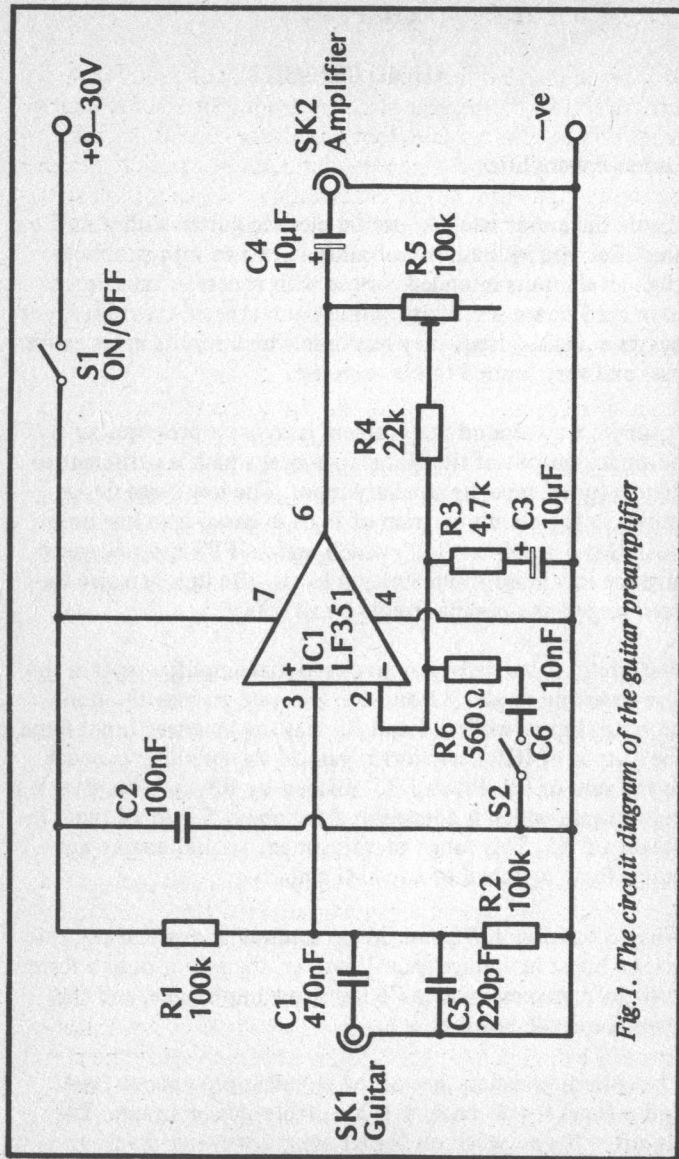 S1
ON/OFF
+9—30V
R1
100k
C2
100nF
C1
470nF
SK1
Guitar
C5
220pF
R2
100k
3
2
+
-
IC1
LF351
7
4
6
C4
10µF
+
SK2
Amplifier
R4
22k
R5
100k
R3
4.7k
R6
560Ω
S2
C6
10nF
+
C3
10µF
—ve
Fig.1 The circuit diagram of the guitar preamplifier